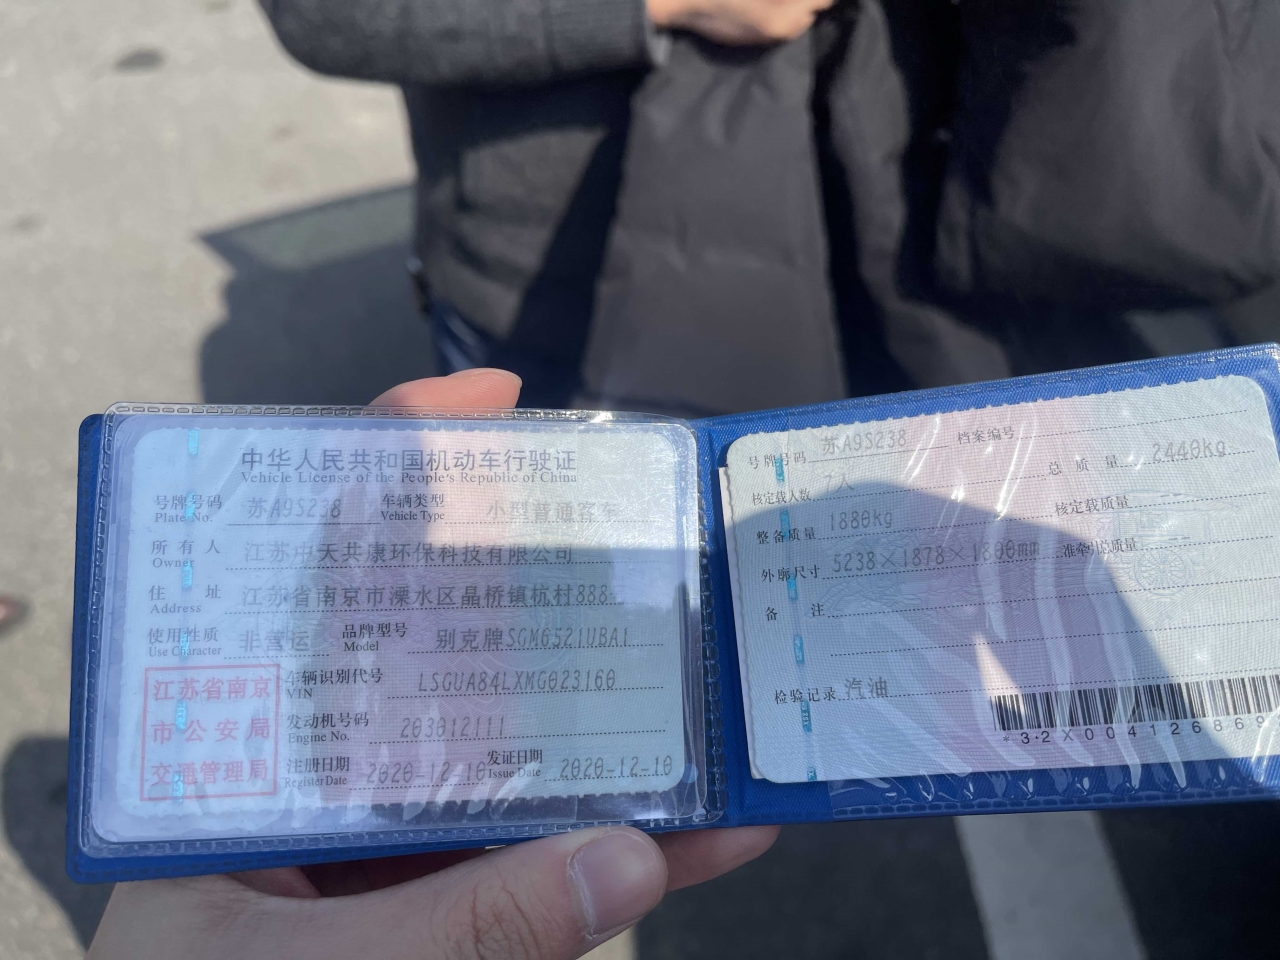 中华人民共和国机动车行驶证
Vehicle License of the People's Republic of China
号牌号码 苏A9S238 车辆类型 小型普通客车
Plate No. Vehicle Type
所有人 江苏中天共康环保科技有限公司
Owner
住址 江苏省南京市溧水区晶桥镇杭村888-
Address
使用性质 非营运 品牌型号 别克牌SGM6521UBA1
Use Character Model
车辆识别代号 LSGUA84LXMG023160
VIN
发动机号码 203012111
Engine No.
注册日期 2020-12-10 发证日期 2020-12-10
Register Date Issue Date
江苏省南京
市公安局
交通管理局
号牌号码 苏A9S238 档案编号
核定载人数 7人 总质量 2440kg
整备质量 1880kg 核定载质量
外廓尺寸 5238×1878×1800mm 准牵引总质量
备注
检验记录 汽油
*32X004126869